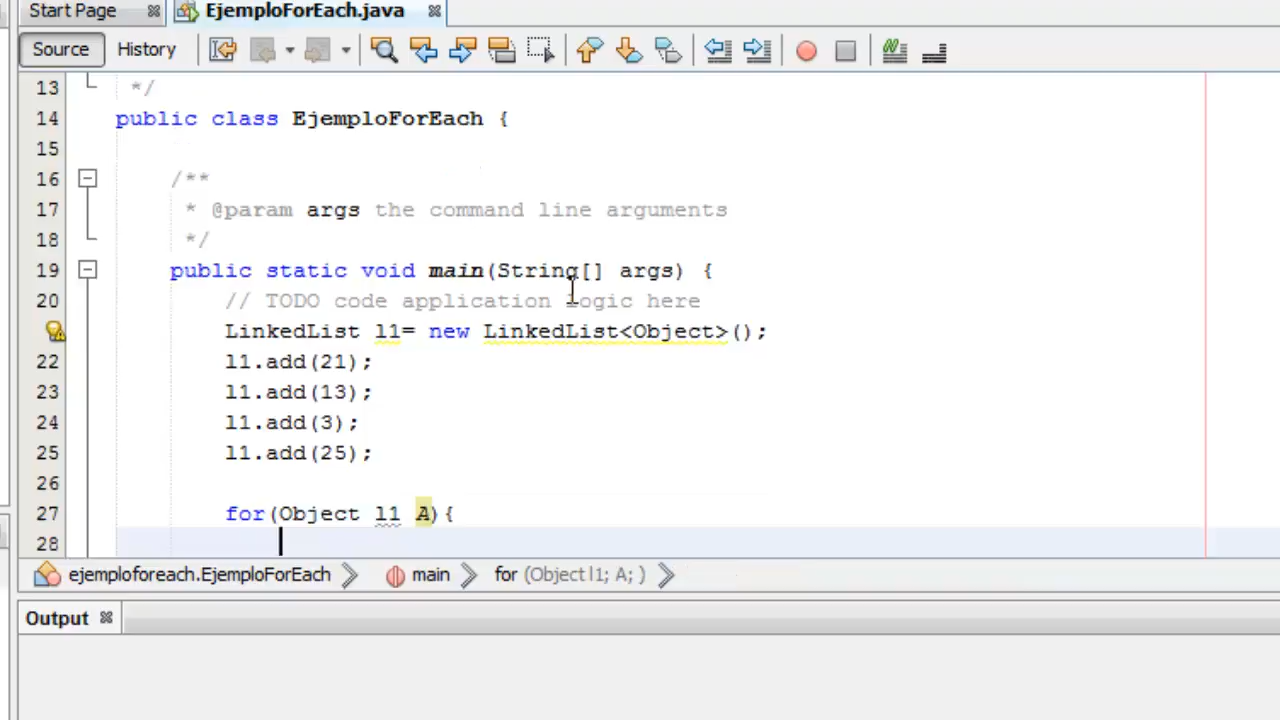 Start Page
EjemploForEach.java
Source History
13 */
14 public class EjemploForEach {
15
16 /**
17 * @param args the command line arguments
18 */
19 public static void main(String[] args) {
20 // TODO code application logic here
LinkedList l1= new LinkedList<Object>();
22 l1.add(21);
23 l1.add(13);
24 l1.add(3);
25 l1.add(25);
26
27 for(Object l1 A){
28
ejemploforeach.EjemploForEach main for (Object l1; A; )
Output